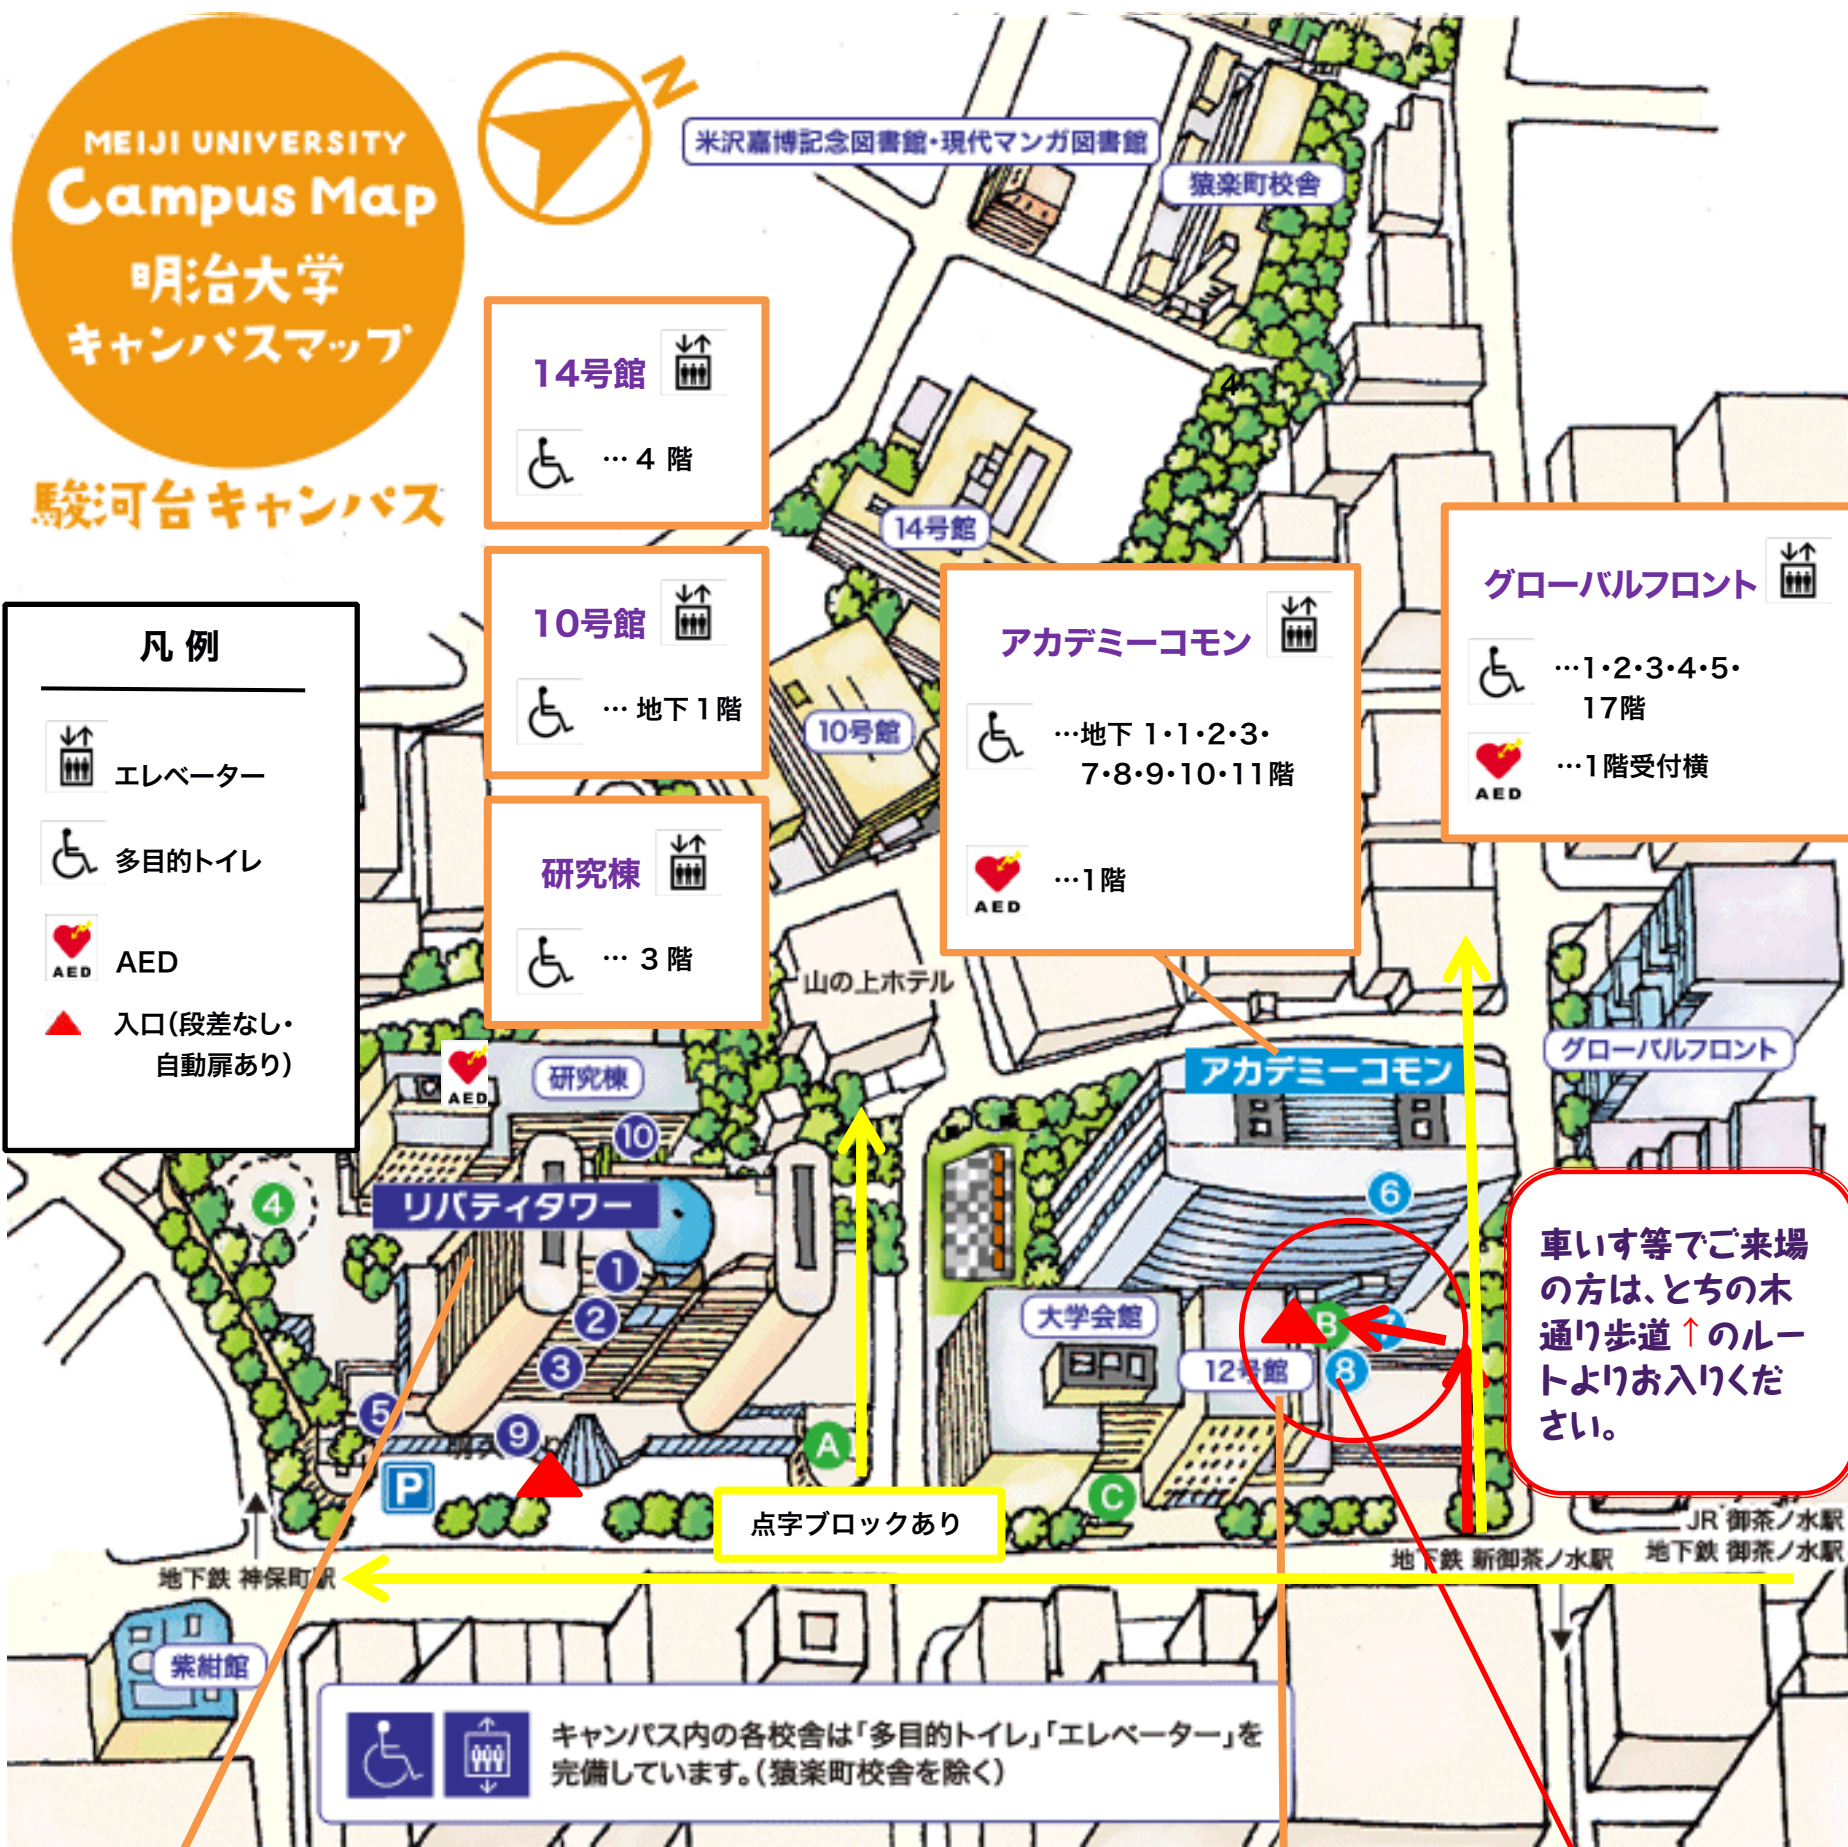 MEIJI UNIVERSITY
Campus Map
明治大学
キャンパスマップ
駿河台キャンパス
N
米沢嘉博記念図書館・現代マンガ図書館
猿楽町校舎
4
14号館
…4 階
14号館
10号館
… 地下1階
10号館
研究棟
… 3 階
凡 例
エレベーター
多目的トイレ
AED
AED
入口(段差なし・
自動扉あり)
アカデミーコモン
…地下 1・1・2・3・
7・8・9・10・11階
AED
…1階
グローバルフロント
…1・2・3・4・5・
17階
AED
…1階受付横
山の上ホテル
グローバルフロント
アカデミーコモン
AED
研究棟
10
4
リバティタワー
1
2
3
5
9
P
A
6
大学会館
B
7
8
12号館
C
車いす等でご来場
の方は、とちの木
通り歩道↑のルー
トよりお入りくだ
さい。
点字ブロックあり
JR 御茶ノ水駅
地下鉄 新御茶ノ水駅
地下鉄 御茶ノ水駅
地下鉄 神保町駅
紫紺館
キャンパス内の各校舎は「多目的トイレ」「エレベーター」を
完備しています。(猿楽町校舎を除く)